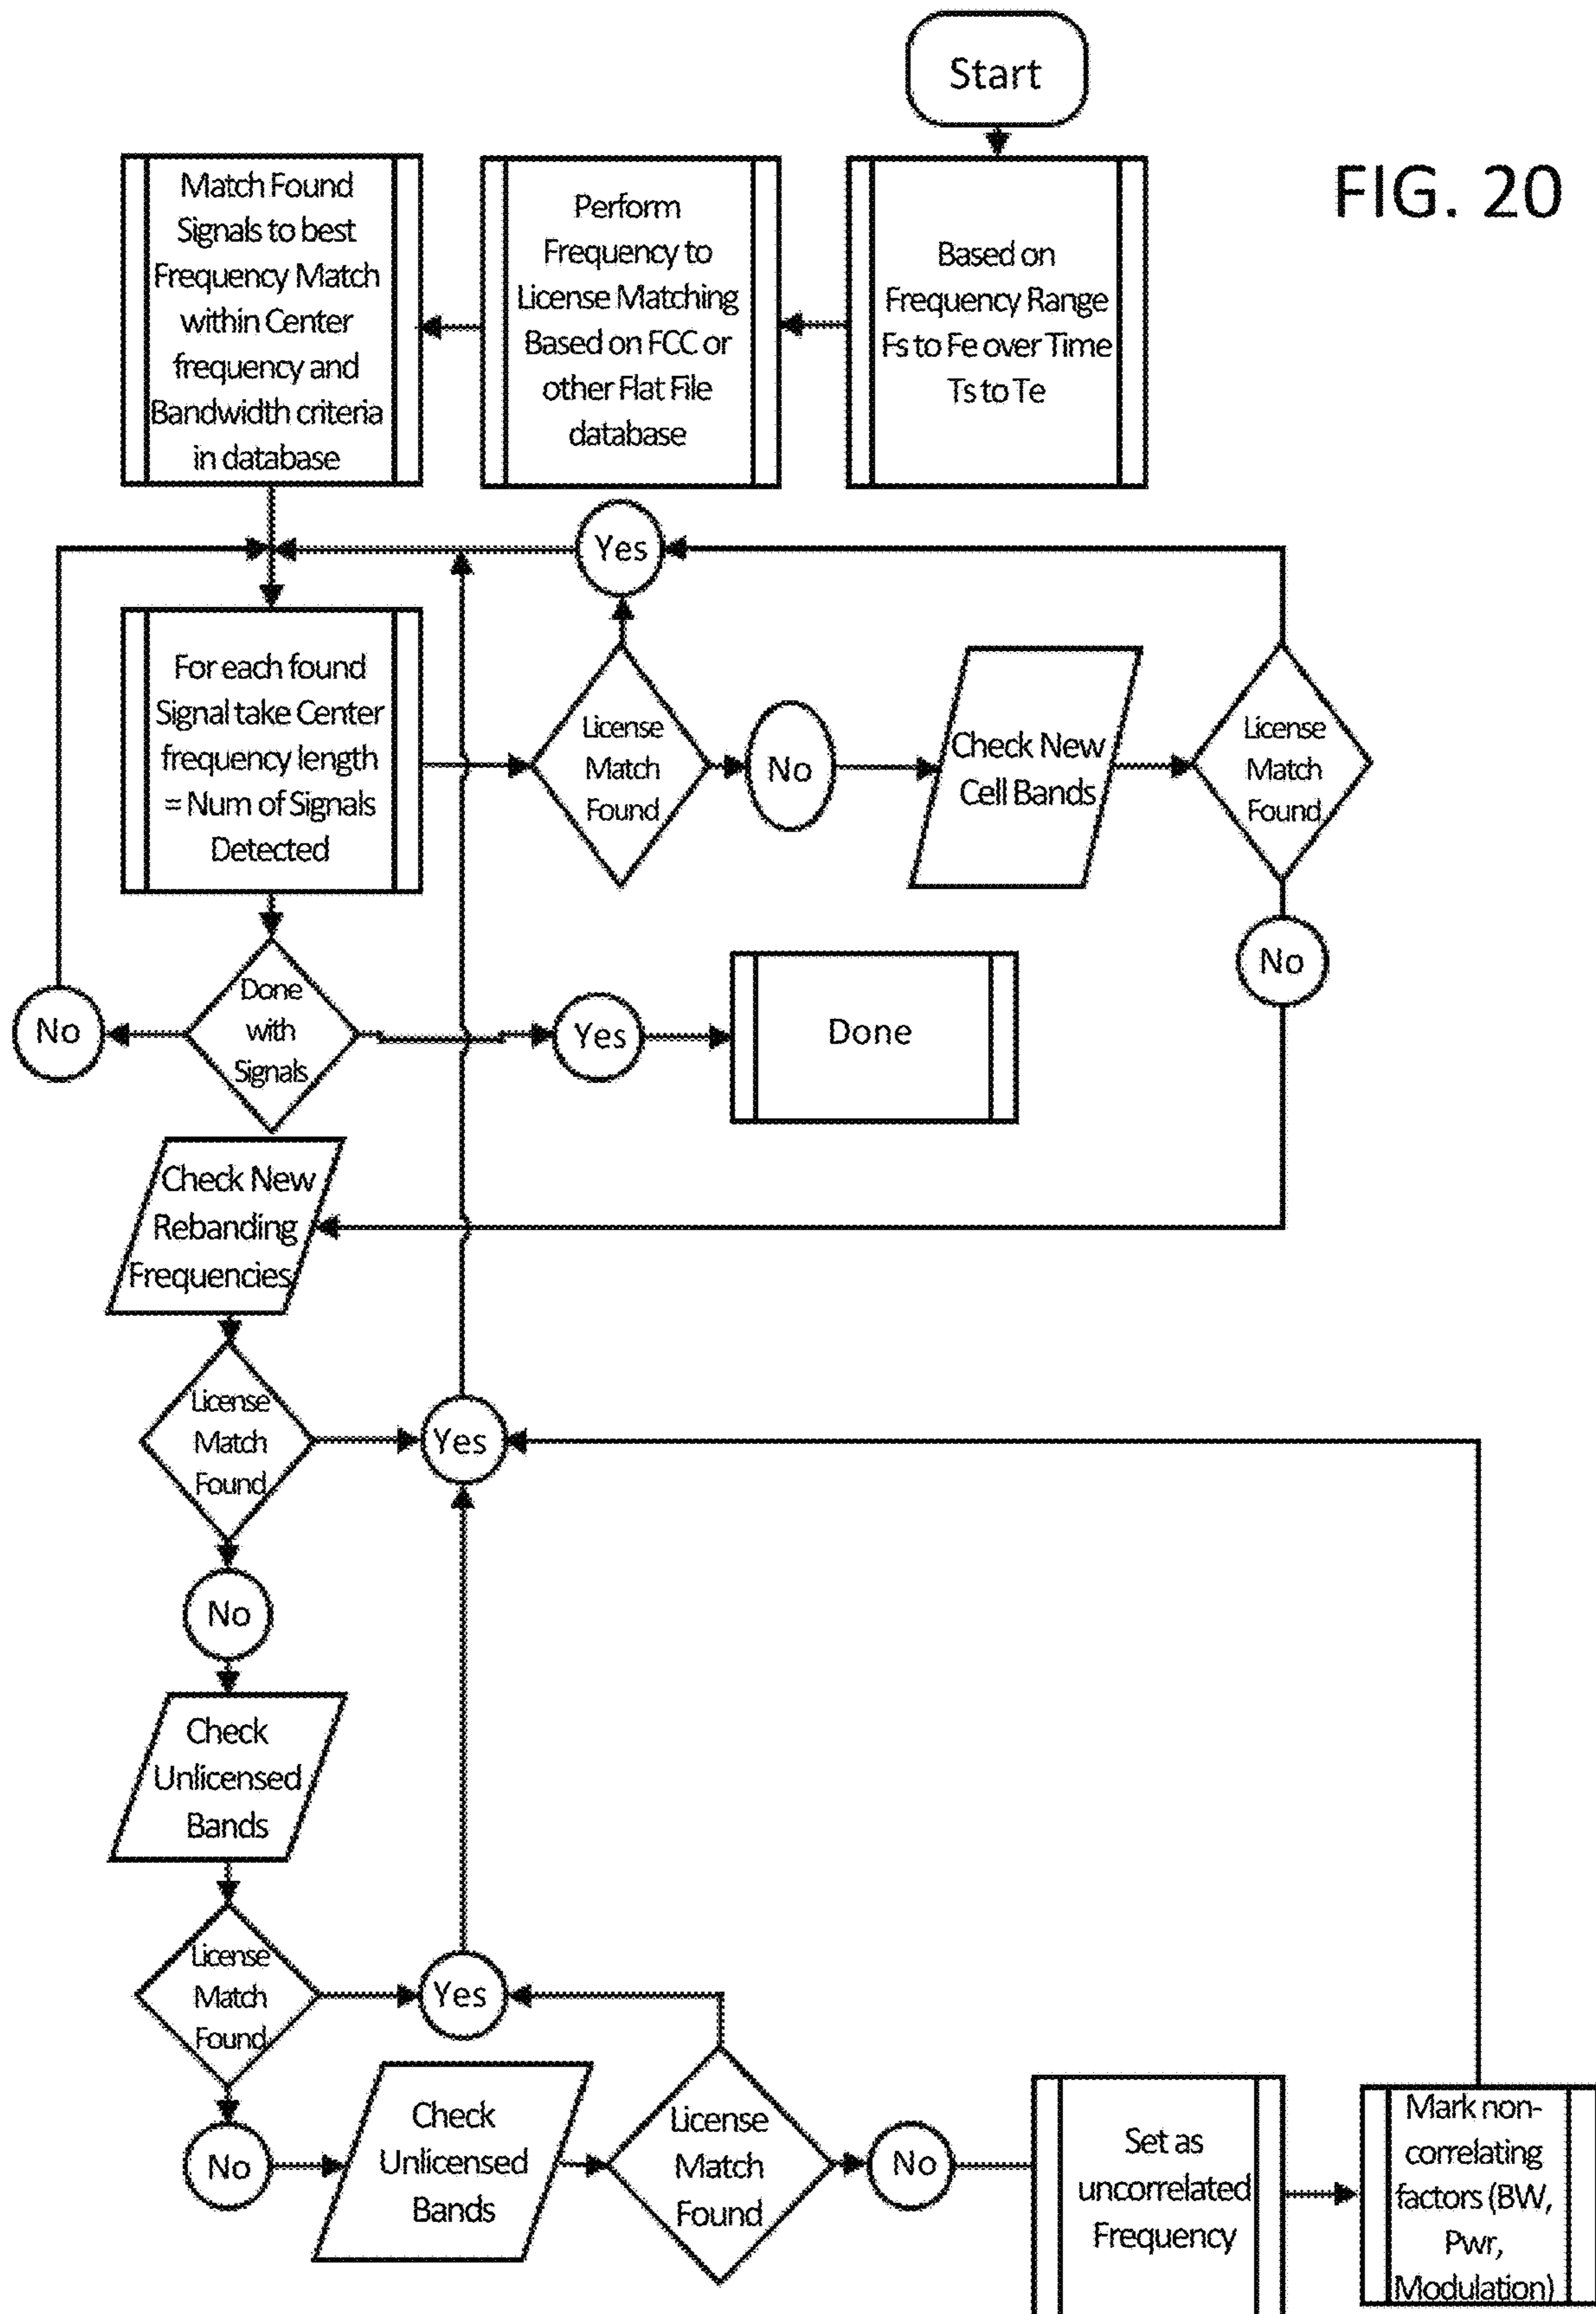 Start
FIG. 20
Based on
Frequency Range
Fs to Fe over Time
Ts to Te
Perform
Frequency to
License Matching
Based on FCC or
other Flat File
database
Match Found
Signals to best
Frequency Match
within Center
frequency and
Bandwidth criteria
in database
Yes
For each found
Signal take Center
frequency length
= Num of Signals
Detected
License
Match
Found
No
Check New
Cell Bands
License
Match
Found
No
Done
with
Signals
No
Yes
Done
Check New
Rebanding
Frequencies
License
Match
Found
Yes
No
Check
Unlicensed
Bands
License
Match
Found
Yes
No
Check
Unlicensed
Bands
License
Match
Found
No
Set as
uncorrelated
Frequency
Mark non-
correlating
factors (BW,
Pwr,
Modulation)